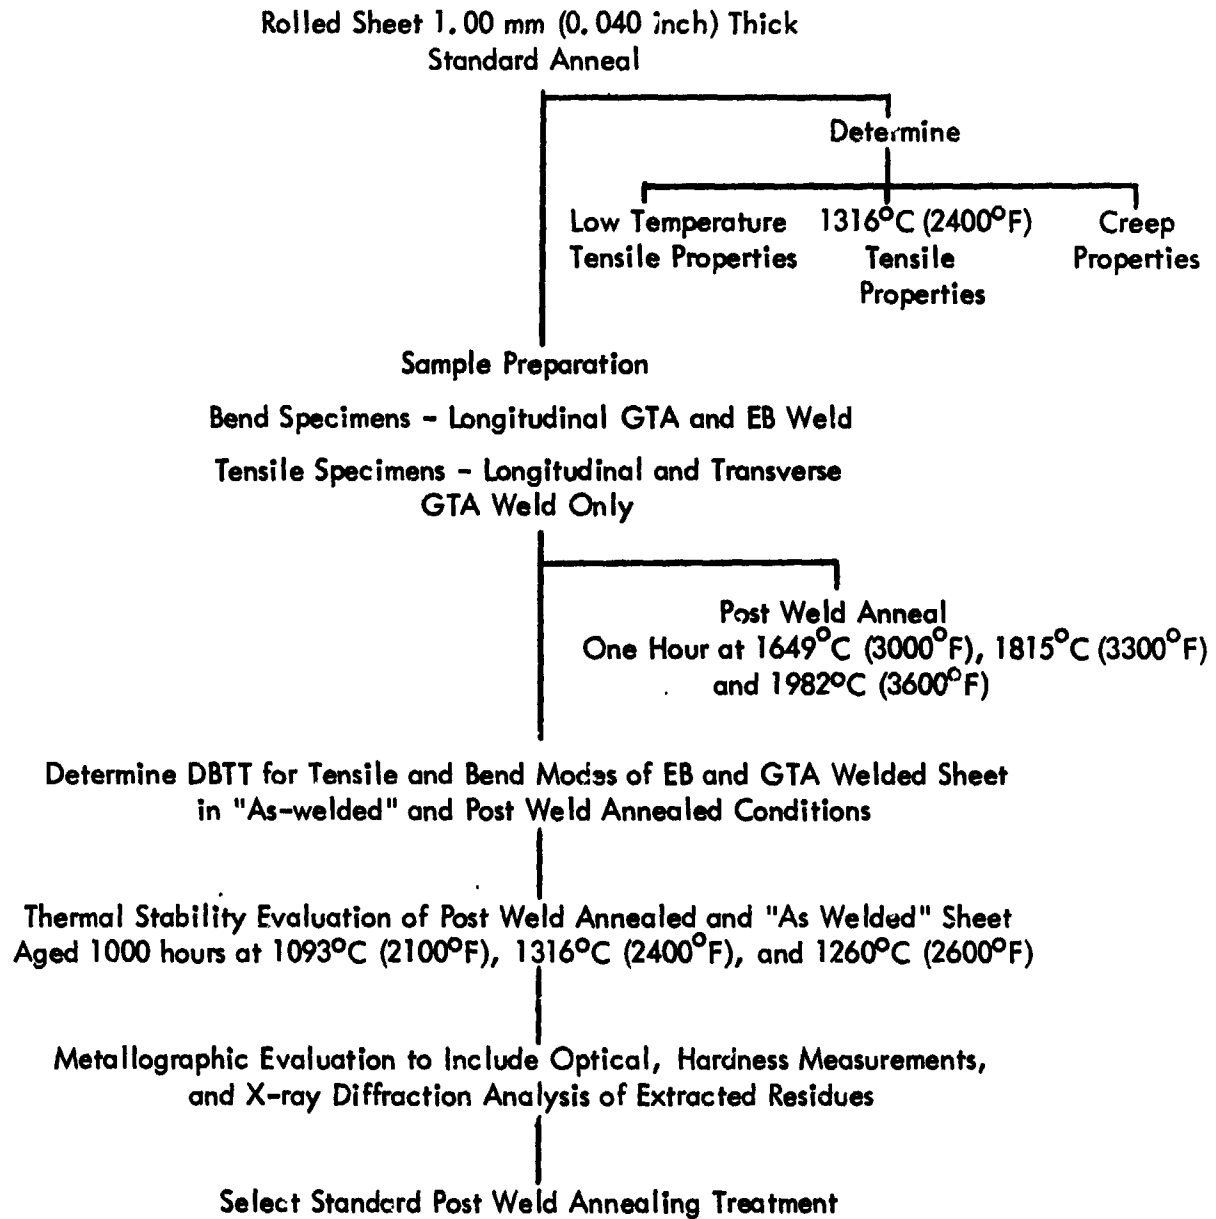 Rolled Sheet 1.00 mm (0.040 inch) Thick
Standard Anneal
Determine
Low Temperature
Tensile Properties
1316°C (2400°F)
Tensile
Properties
Creep
Properties
Sample Preparation
Bend Specimens - Longitudinal GTA and EB Weld
Tensile Specimens - Longitudinal and Transverse
GTA Weld Only
Post Weld Anneal
One Hour at 1649°C (3000°F), 1815°C (3300°F)
and 1982°C (3600°F)
Determine DBTT for Tensile and Bend Modes of EB and GTA Welded Sheet
in "As-welded" and Post Weld Annealed Conditions
Thermal Stability Evaluation of Post Weld Annealed and "As Welded" Sheet
Aged 1000 hours at 1093°C (2100°F), 1316°C (2400°F), and 1260°C (2600°F)
Metallographic Evaluation to Include Optical, Hardness Measurements,
and X-ray Diffraction Analysis of Extracted Residues
Select Standard Post Weld Annealing Treatment